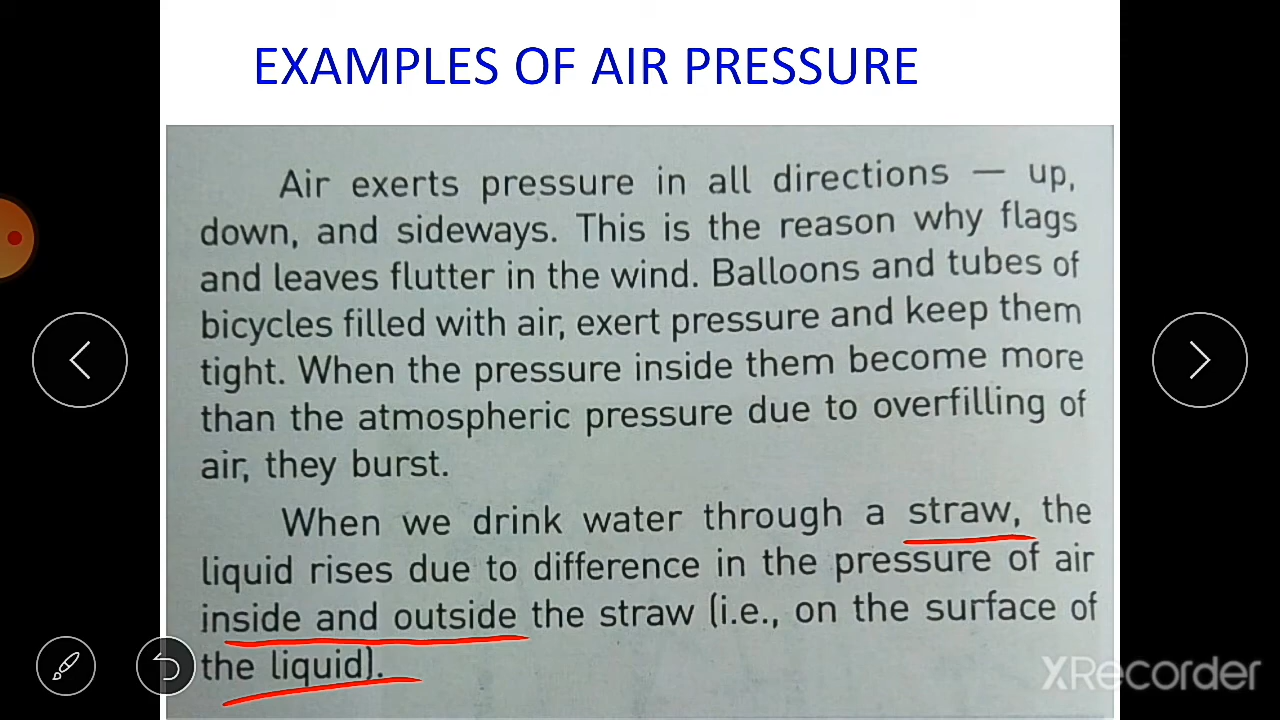 EXAMPLES OF AIR PRESSURE
Air exerts pressure in all directions — up,
down, and sideways. This is the reason why flags
and leaves flutter in the wind. Balloons and tubes of
bicycles filled with air, exert pressure and keep them
tight. When the pressure inside them become more
than the atmospheric pressure due to overfilling of
air, they burst.
When we drink water through a straw, the
liquid rises due to difference in the pressure of air
inside and outside the straw (i.e., on the surface of
the liquid).
XRecorder